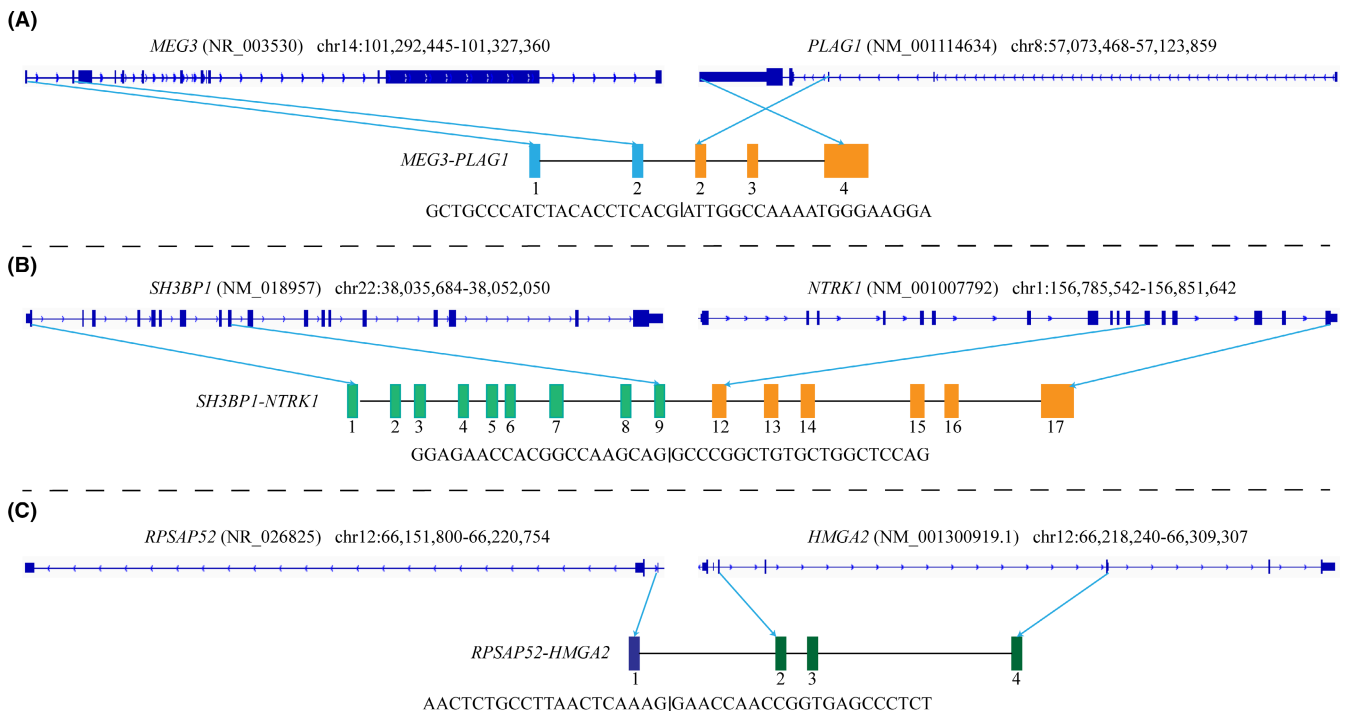 (A)
MEG3 (NR_003530) chr14:101,292,445-101,327,360 PLAG1 (NM_001114634) chr8:57,073,468-57,123,859
MEG3-PLAG1
1 2 2 3 4
GCTGCCCATCTACACCTCACG|ATTGGCCAAAATGGGAAGGA
(B)
SH3BP1 (NM_018957) chr22:38,035,684-38,052,050 NTRK1 (NM_001007792) chr1:156,785,542-156,851,642
SH3BP1-NTRK1
1 2 3 4 5 6 7 8 9 12 13 14 15 16 17
GGAGAACCACGGCCAAGCAG|GCCCGGCTGTGCTGGCTCCAG
(C)
RPSAP52 (NR_026825) chr12:66,151,800-66,220,754 HMGA2 (NM_001300919.1) chr12:66,218,240-66,309,307
RPSAP52-HMGA2
1 2 3 4
AACTCTGCCTTAACTCAAAG|GAACCAACCGGTGAGCCCTCT